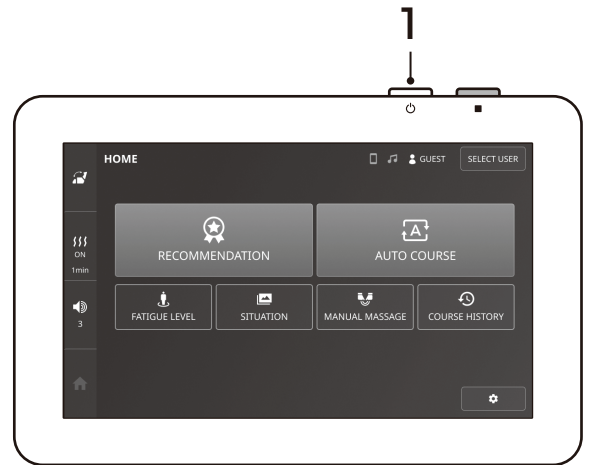 1
HOME
GUEST
SELECT USER
ON
1min
RECOMMENDATION
AUTO COURSE
3
FATIGUE LEVEL
SITUATION
MANUAL MASSAGE
COURSE HISTORY